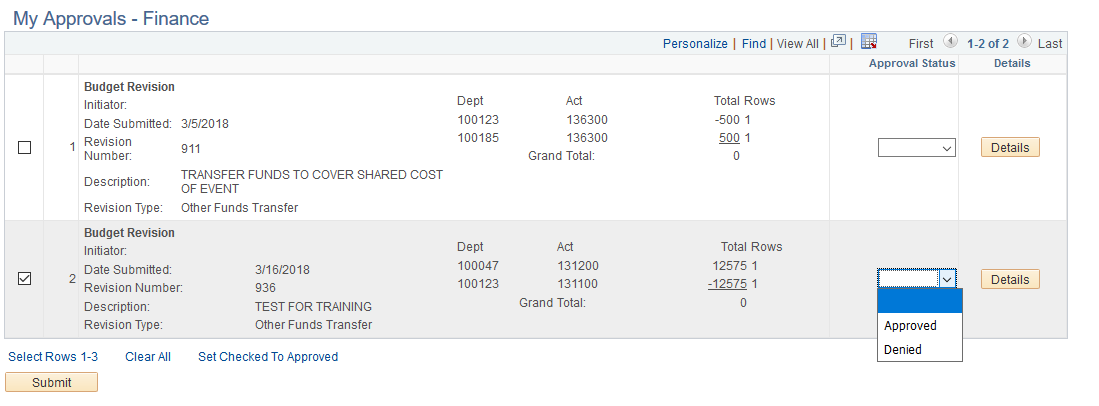 My Approvals - Finance
Personalize | Find | View All | | First 1-2 of 2 Last
Approval Status Details
Budget Revision
Initiator:
Date Submitted: 3/5/2018
Revision Number: 911
Description: TRANSFER FUNDS TO COVER SHARED COST
OF EVENT
Revision Type: Other Funds Transfer
Dept Act Total Rows
100123 136300 -500 1
100185 136300 500 1
Grand Total: 0
1
Details
Budget Revision
Initiator:
Date Submitted: 3/16/2018
Revision Number: 936
Description: TEST FOR TRAINING
Revision Type: Other Funds Transfer
Dept Act Total Rows
100047 131200 12575 1
100123 131100 -12575 1
Grand Total: 0
2
Details
Approved
Denied
Select Rows 1-3 Clear All Set Checked To Approved
Submit